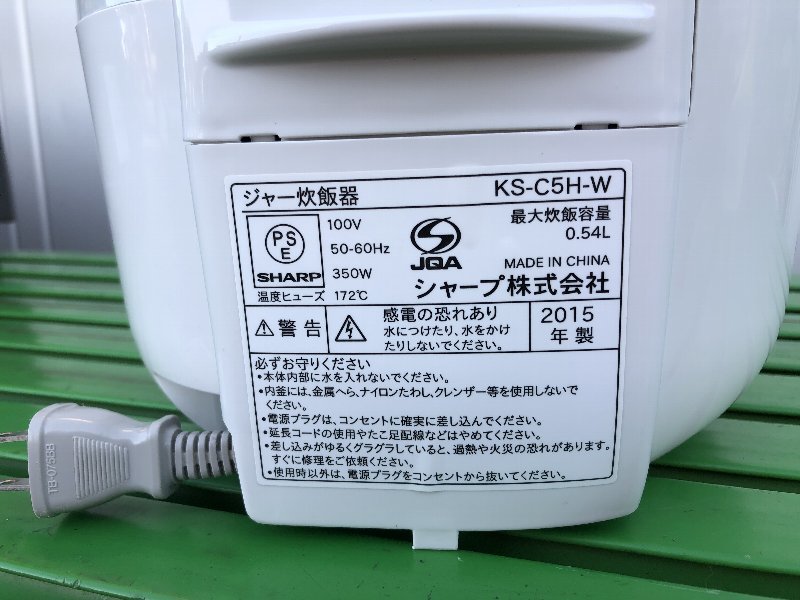 ジャー炊飯器 KS-C5H-W
PS
E
SHARP
100V
50-60Hz
350W
温度ヒューズ 172℃
JQA
最大炊飯容量
0.54L
MADE IN CHINA
シャープ株式会社
警告
感電の恐れあり
水につけたり、水をかけ
たりしないでください。
2015
年製
必ずお守りください
・本体内部に水を入れないでください。
・内釜には、金属へら、ナイロンたわし、クレンザー等を使用しないで
ください。
・電源プラグは、コンセントに確実に差し込んでください。
・延長コードの使用やたこ足配線などはやめてください。
・差し込みがゆるくグラグラしていると、過熱や火災の恐れがあります。
すぐに修理をご依頼ください。
・使用時以外は、電源プラグをコンセントから抜いてください。